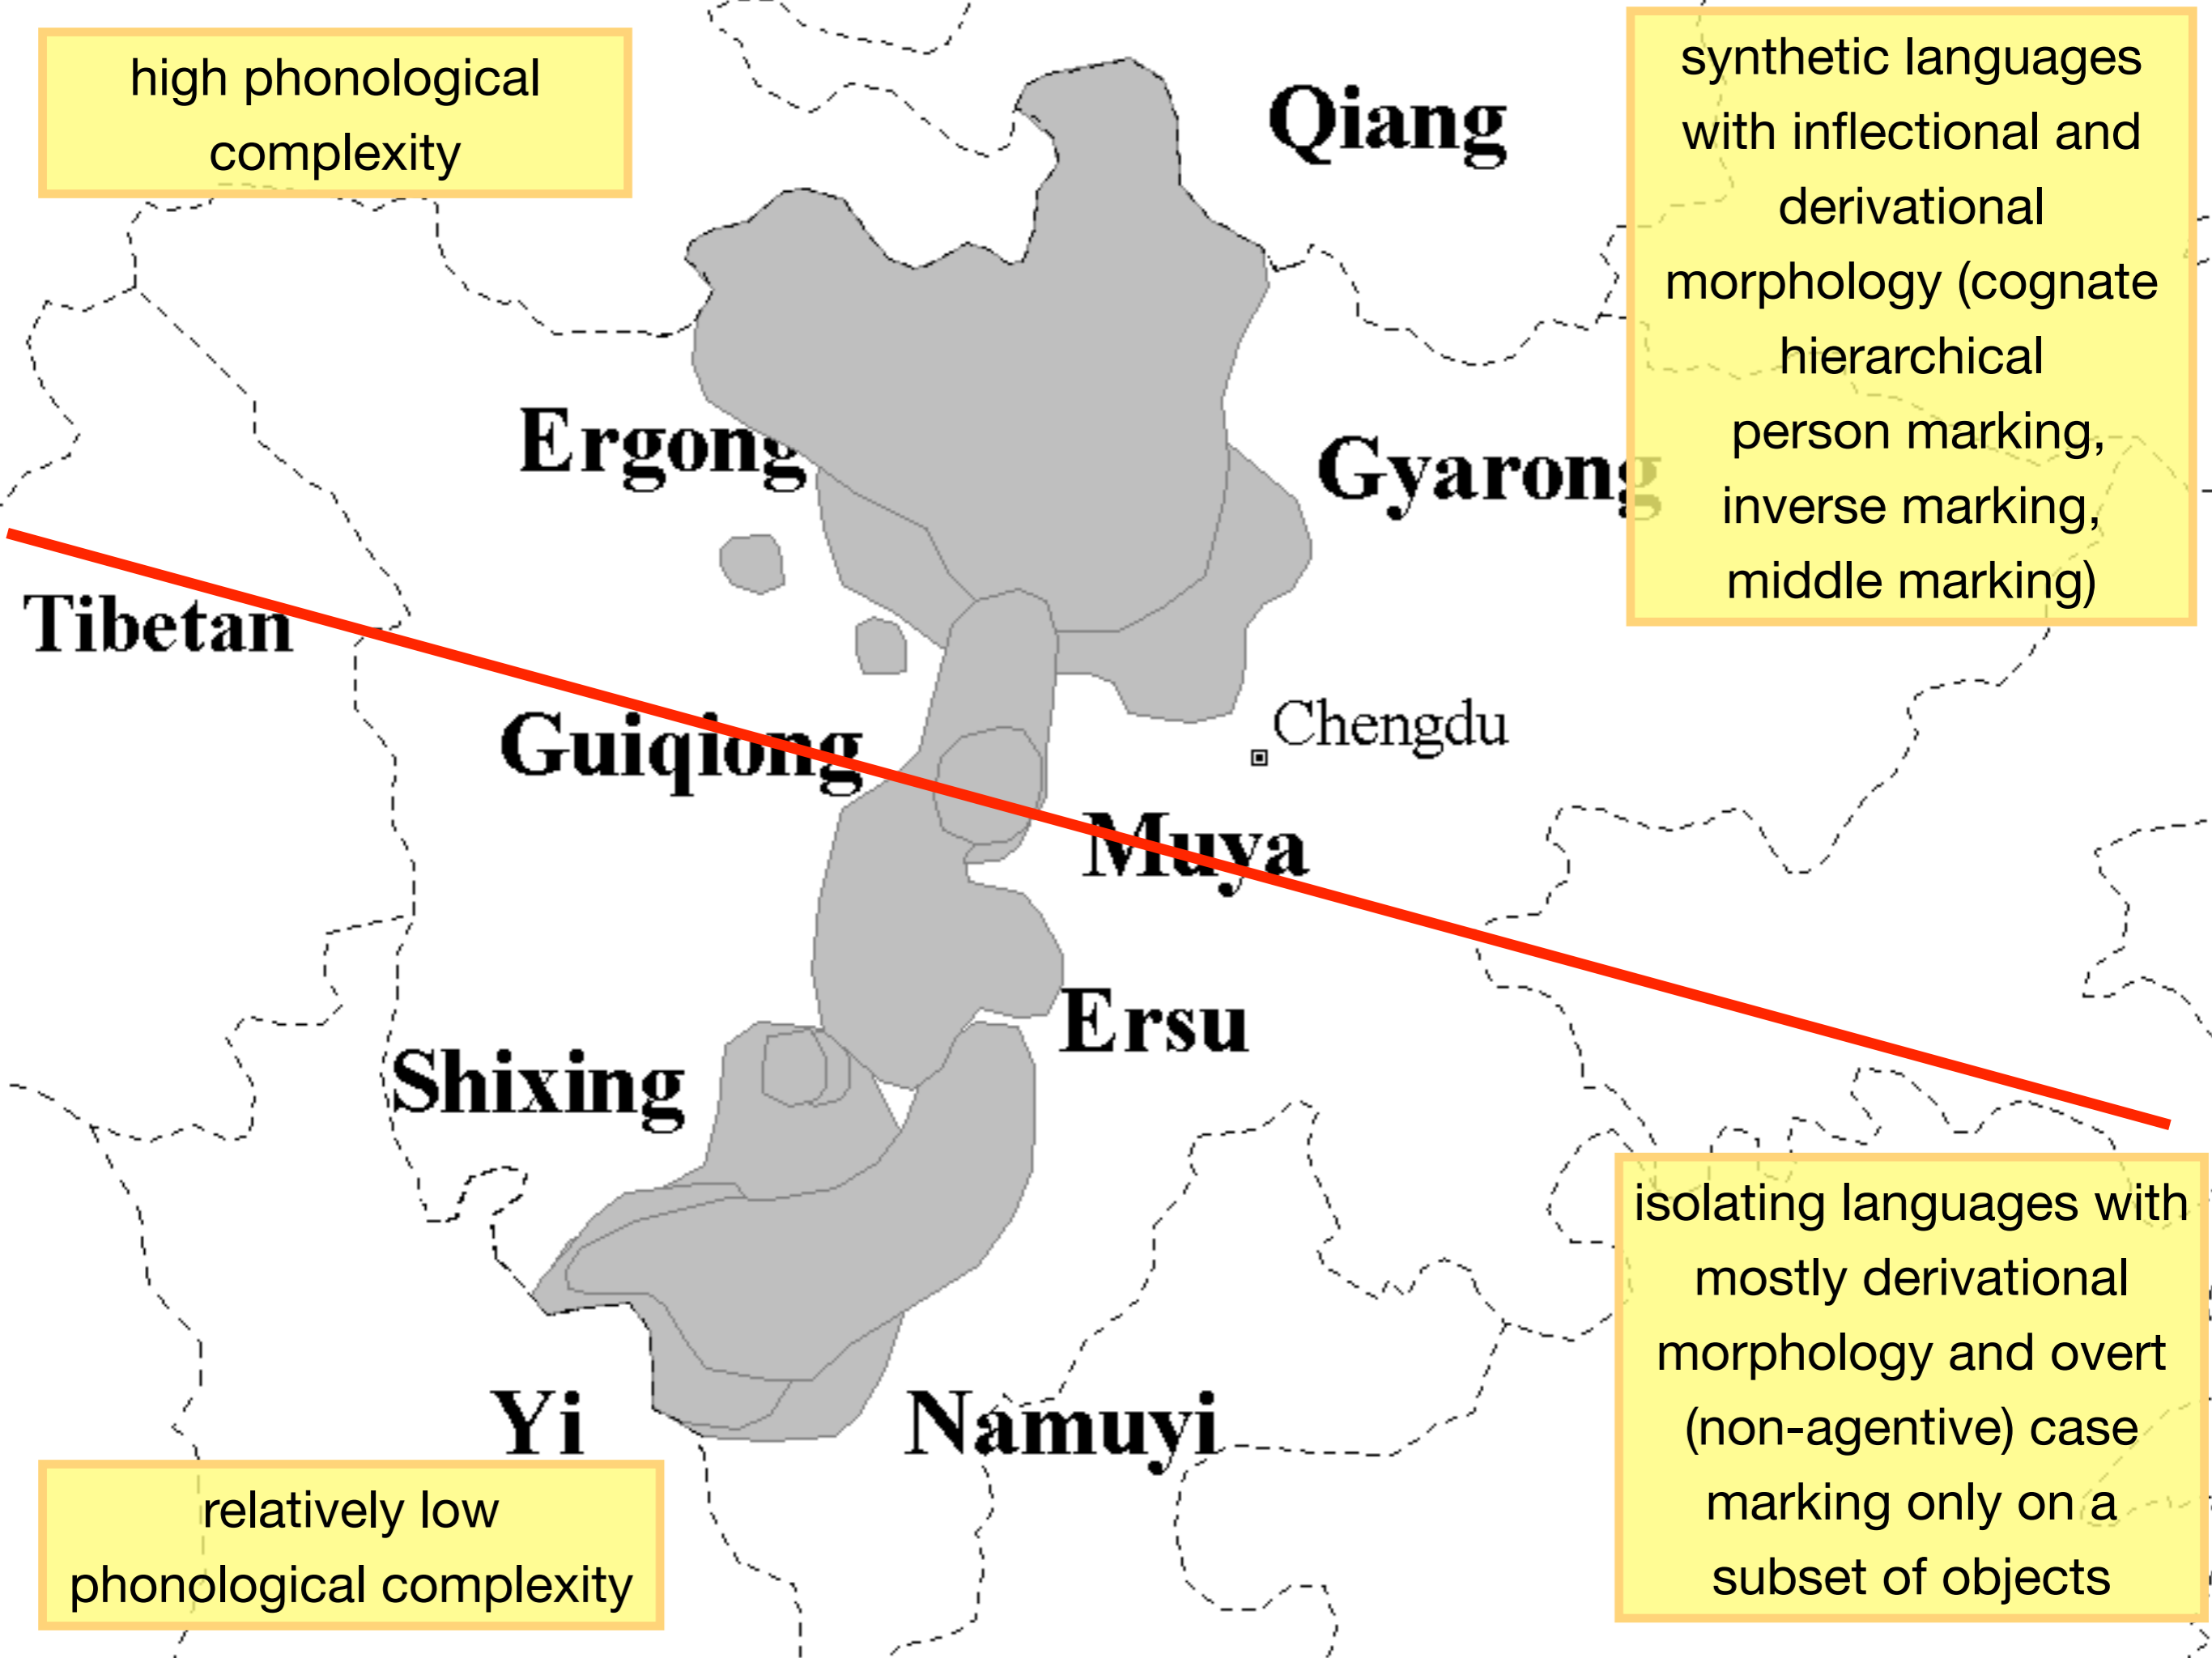 high phonological
complexity
synthetic languages
with inflectional and
derivational
morphology (cognate
hierarchical
person marking,
inverse marking,
middle marking)
Qiang
Ergong
Gyarong
Tibetan
Guiqiong
Chengdu
Muya
Ersu
Shixing
Yi
Namuyi
relatively low
phonological complexity
isolating languages with
mostly derivational
morphology and overt
(non-agentive) case
marking only on a
subset of objects